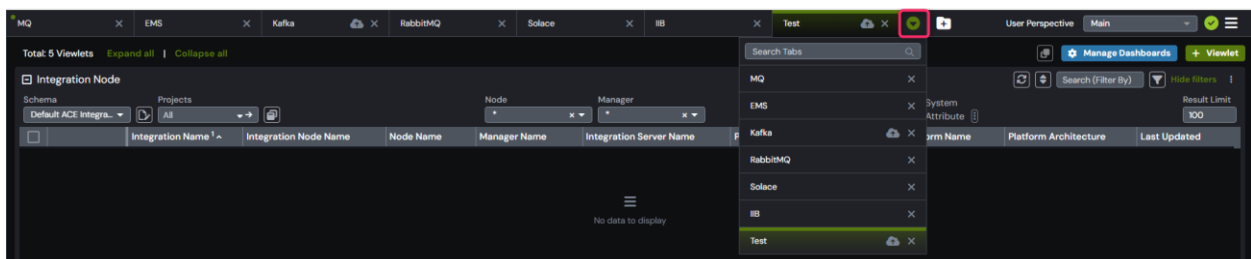 MQ EMS Kafka RabbitMQ Solace IIB Test User Perspective Main
Total: 5 Viewlets Expand all | Collapse all Search Tabs Manage Dashboards + Viewlet
Integration Node MQ Search (Filter By) Hide filters
Schema Projects Node Manager EMS System Attribute Result Limit
Default ACE Integra... All * * 100
Integration Name 1 Integration Node Name Node Name Manager Name Integration Server Name P Kafka orm Name Platform Architecture Last Updated
RabbitMQ
Solace
No data to display
IIB
Test